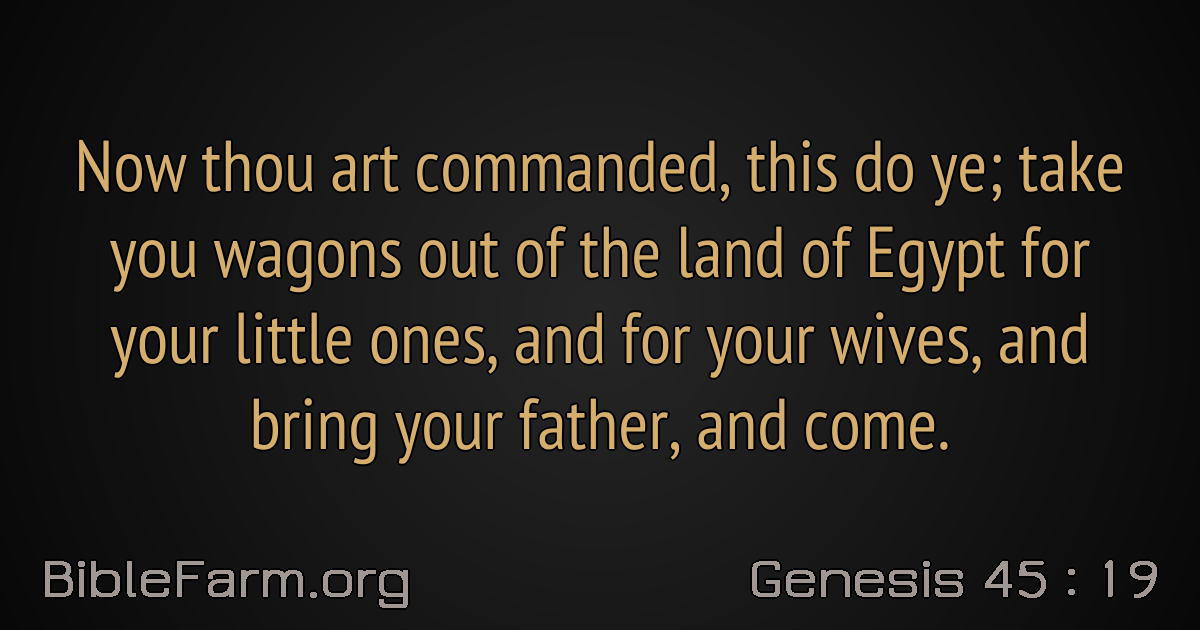 Now thou art commanded, this do ye; take
you wagons out of the land of Egypt for
your little ones, and for your wives, and
bring your father, and come.
BibleFarm.org
Genesis 45 : 19